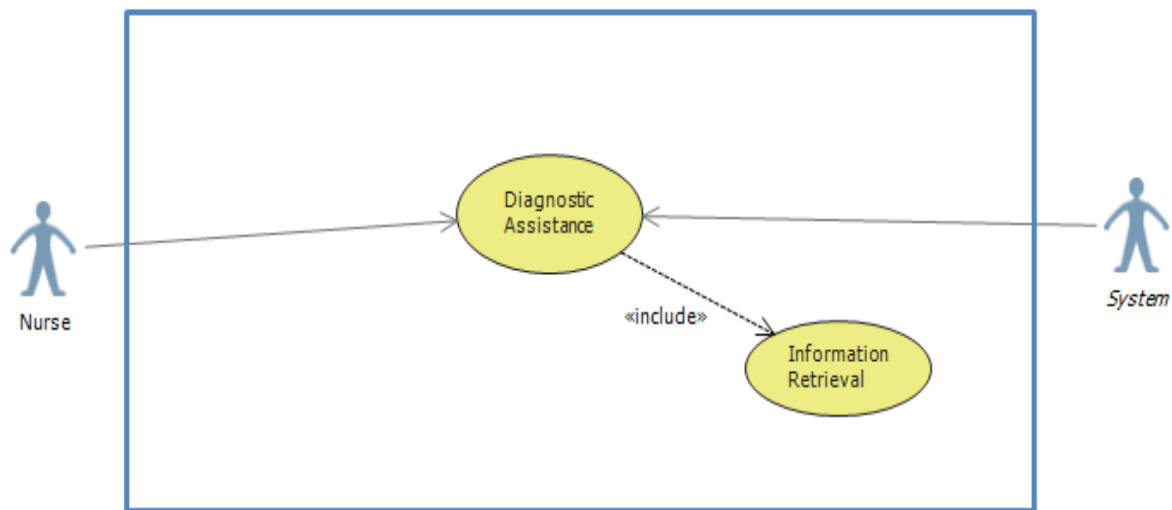 Diagnostic
Assistance
Nurse
System
«include»
Information
Retrieval